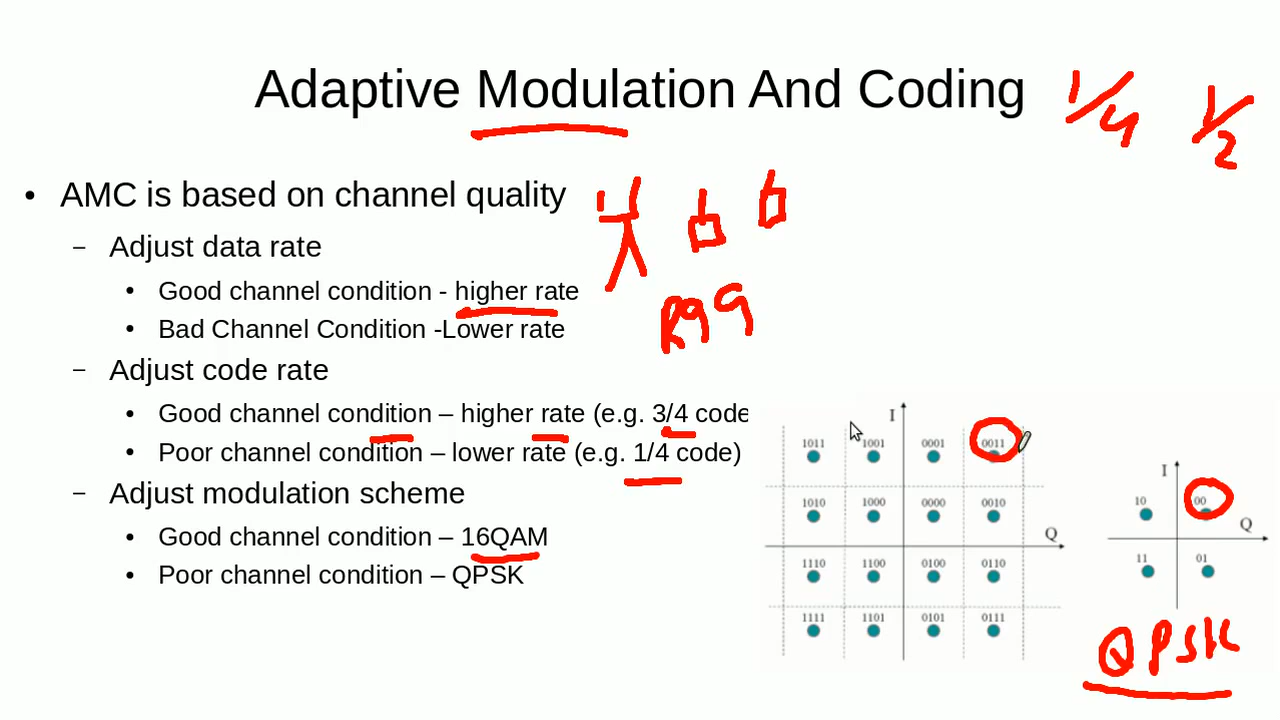 Adaptive Modulation And Coding
1/4 1/2
• AMC is based on channel quality
– Adjust data rate
• Good channel condition - higher rate
• Bad Channel Condition -Lower rate
R99
– Adjust code rate
• Good channel condition – higher rate (e.g. 3/4 code
• Poor channel condition – lower rate (e.g. 1/4 code)
– Adjust modulation scheme
• Good channel condition – 16QAM
• Poor channel condition – QPSK
I
1011 1001 0001 0011
1010 1000 0000 0010
Q
1110 1100 0100 0110
1111 1101 0101 0111
I
10 00
Q
11 01
QPSK